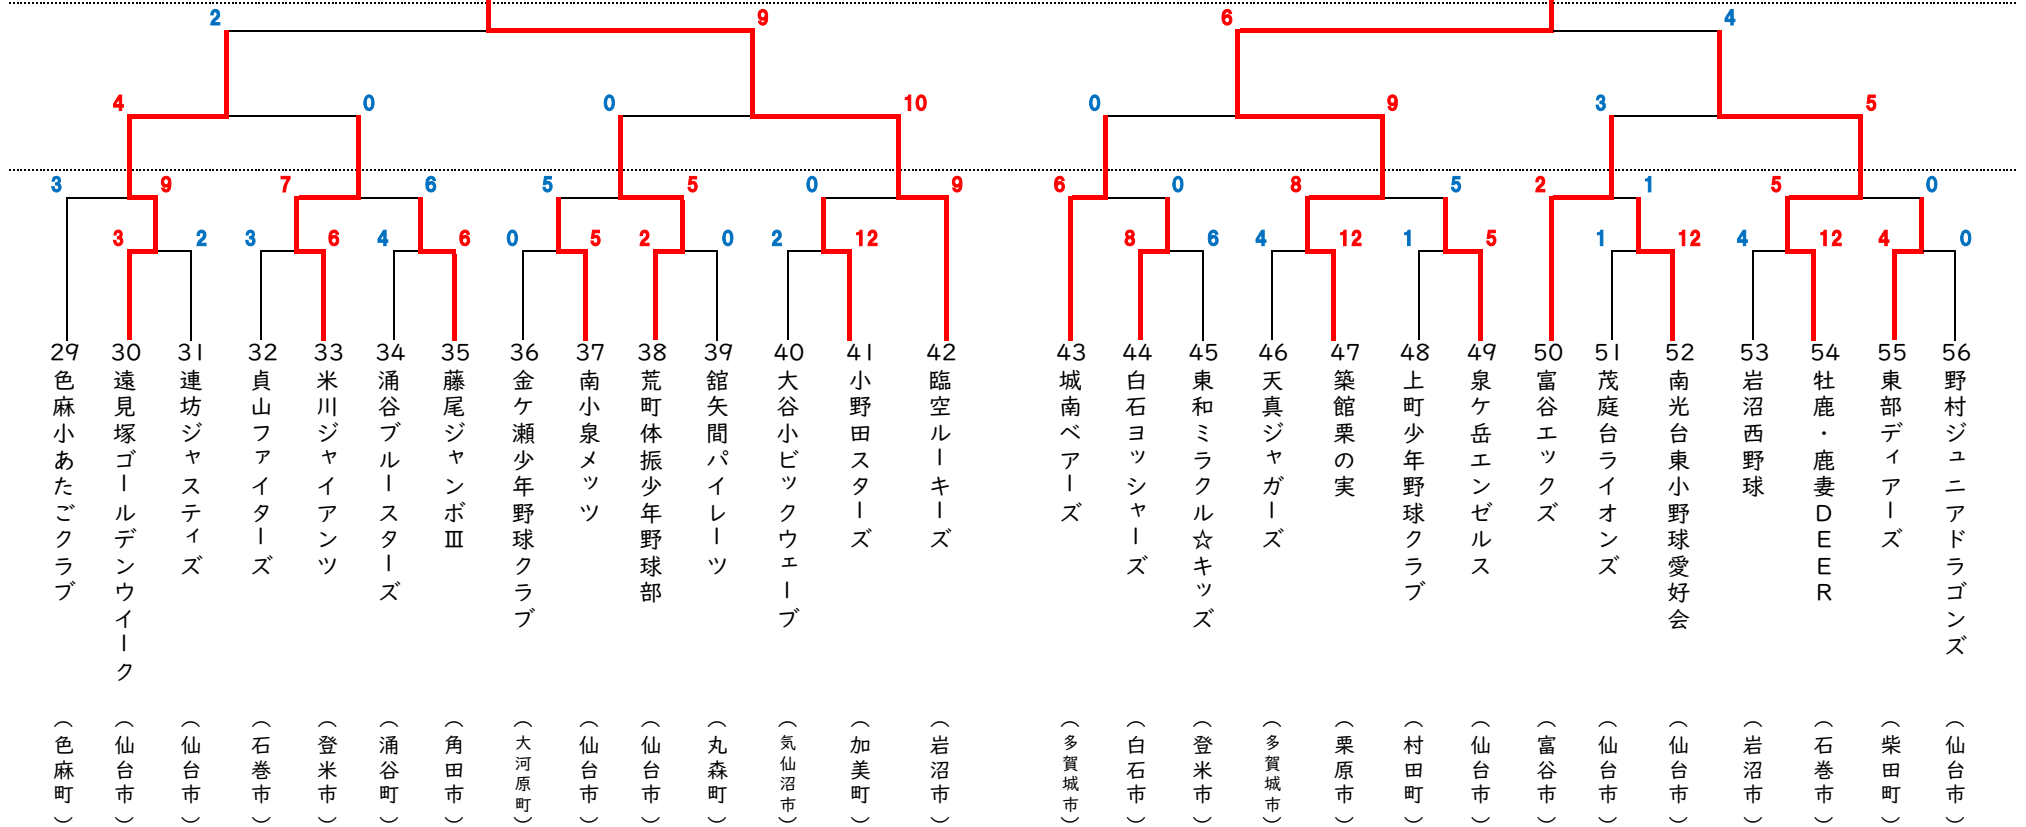 2 9 6 4
4 0 0 10 0 9 3 5
3 9 7 6 5 5 0 9 6 0 8 5 2 1 5 0
3 2 3 6 4 6 0 5 2 0 2 12 8 6 4 12 1 5 1 12 4 12 4 0
29 色麻小あたごクラブ （色麻町）
30 遠見塚ゴールデンウイーク （仙台市）
31 連坊ジャスティズ （仙台市）
32 貞山ファイターズ （石巻市）
33 米川ジャイアンツ （登米市）
34 涌谷ブルースターズ （涌谷町）
35 藤尾ジャンボⅢ （角田市）
36 金ケ瀬少年野球クラブ （大河原町）
37 南小泉メッツ （仙台市）
38 荒町体振少年野球部 （仙台市）
39 舘矢間パイレーツ （丸森町）
40 大谷小ビックウェーブ （気仙沼市）
41 小野田スターズ （加美町）
42 臨空ルーキーズ （岩沼市）
43 城南ベアーズ （多賀城市）
44 白石ヨッシャーズ （白石市）
45 東和ミラクル☆キッズ （登米市）
46 天真ジャガーズ （多賀城市）
47 築館栗の実 （栗原市）
48 上町少年野球クラブ （村田町）
49 泉ケ岳エンゼルス （仙台市）
50 富谷エックズ （富谷市）
51 茂庭台ライオンズ （仙台市）
52 南光台東小野球愛好会 （仙台市）
53 岩沼西野球 （岩沼市）
54 牡鹿・鹿妻DEER （石巻市）
55 東部ディアーズ （柴田町）
56 野村ジュニアドラゴンズ （仙台市）